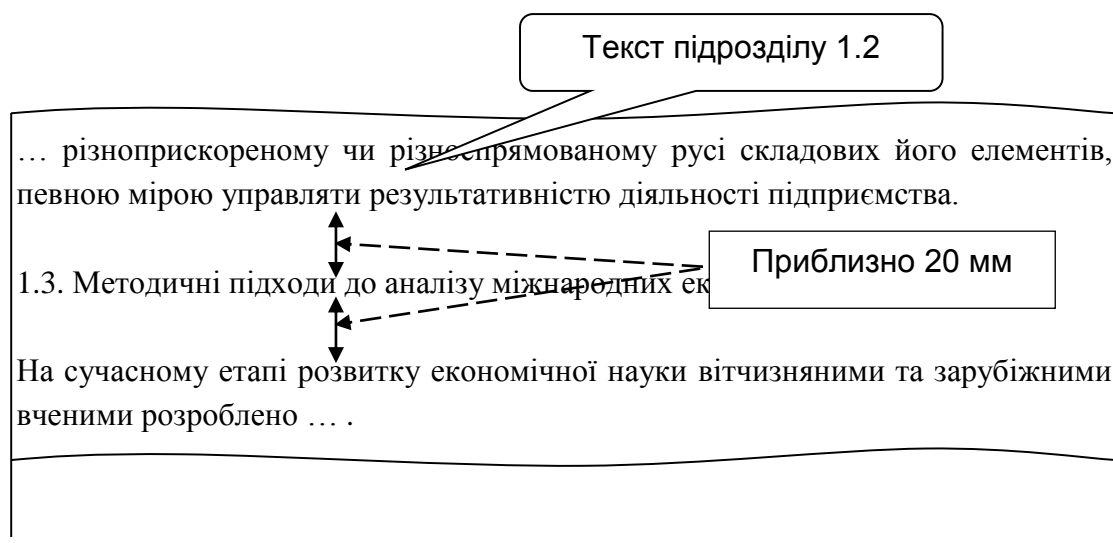 Текст підрозділу 1.2
… різноприскореному чи різноспрямованому русі складових його елементів,
певною мірою управляти результативністю діяльності підприємства.
Приблизно 20 мм
1.3. Методичні підходи до аналізу міжнародних ек
На сучасному етапі розвитку економічної науки вітчизняними та зарубіжними
вченими розроблено … .